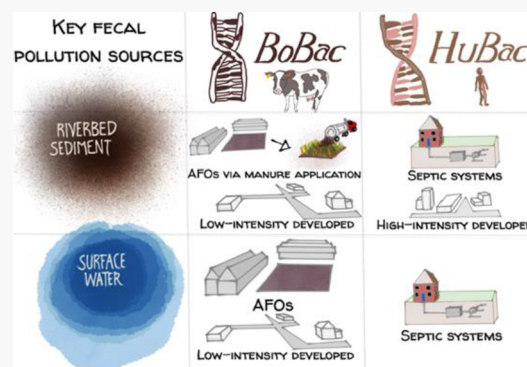 KEY FECAL
POLLUTION SOURCES
BoBac
HuBac
RIVERBED
SEDIMENT
AFOs VIA MANURE APPLICATION
LOW-INTENSITY DEVELOPED
SEPTIC SYSTEMS
HIGH-INTENSITY DEVELOPED
SURFACE
WATER
AFOs
LOW-INTENSITY DEVELOPED
SEPTIC SYSTEMS